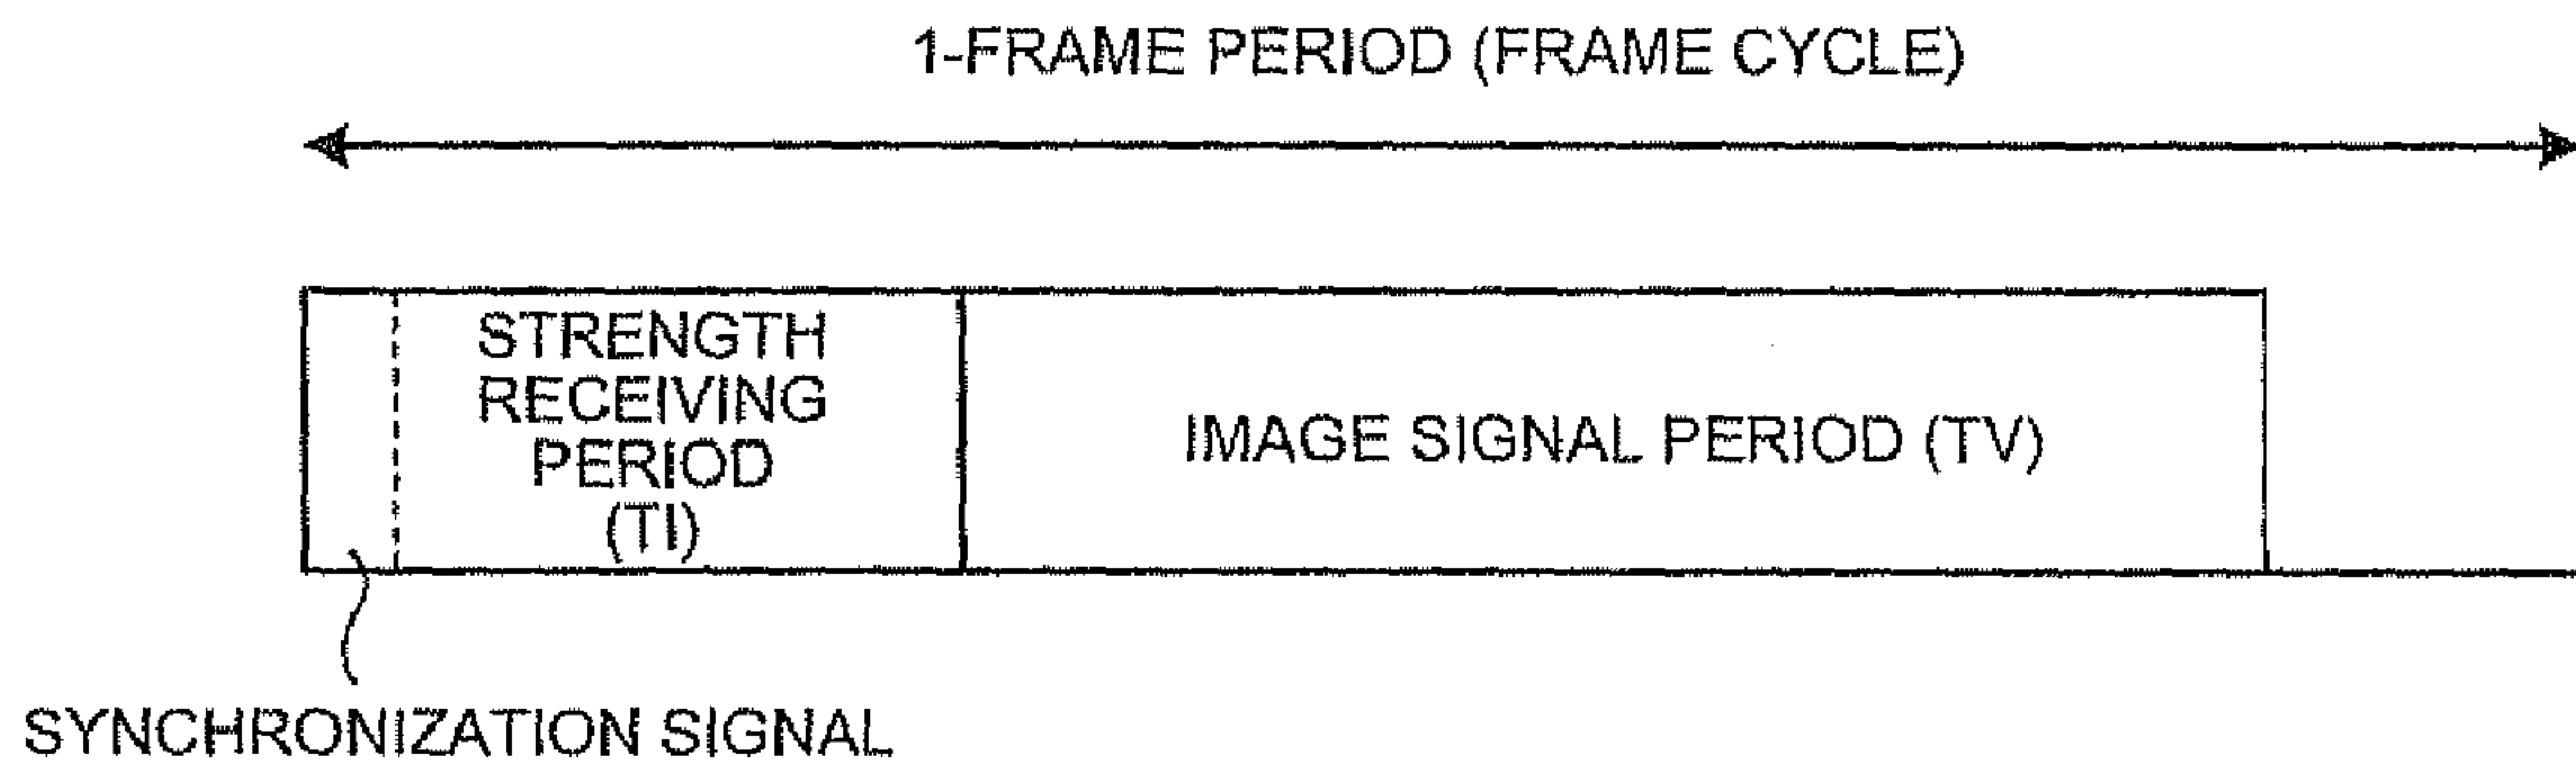 1-FRAME PERIOD (FRAME CYCLE)
STRENGTH
RECEIVING
PERIOD
(TI)
IMAGE SIGNAL PERIOD (TV)
SYNCHRONIZATION SIGNAL